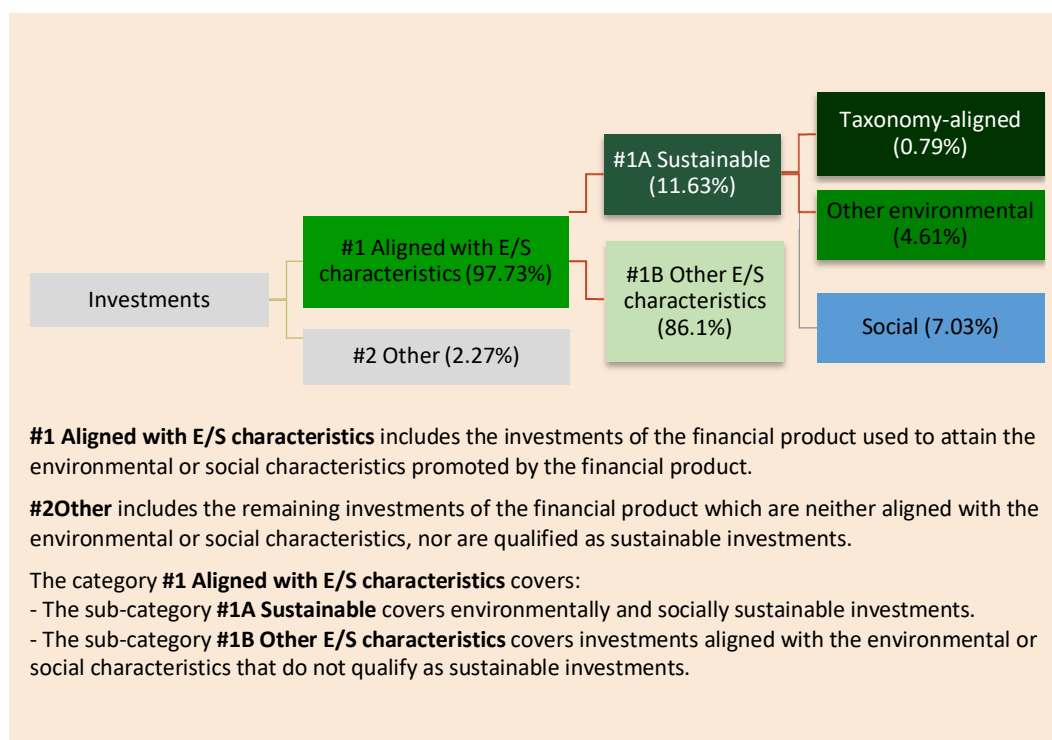 Taxonomy-aligned
(0.79%)
#1A Sustainable
(11.63%)
Other environmental
(4.61%)
#1 Aligned with E/S
characteristics (97.73%)
#1B Other E/S
characteristics
(86.1%)
Investments
Social (7.03%)
#2 Other (2.27%)
#1 Aligned with E/S characteristics includes the investments of the financial product used to attain the
environmental or social characteristics promoted by the financial product.
#2Other includes the remaining investments of the financial product which are neither aligned with the
environmental or social characteristics, nor are qualified as sustainable investments.
The category #1 Aligned with E/S characteristics covers:
- The sub-category #1A Sustainable covers environmentally and socially sustainable investments.
- The sub-category #1B Other E/S characteristics covers investments aligned with the environmental or
social characteristics that do not qualify as sustainable investments.